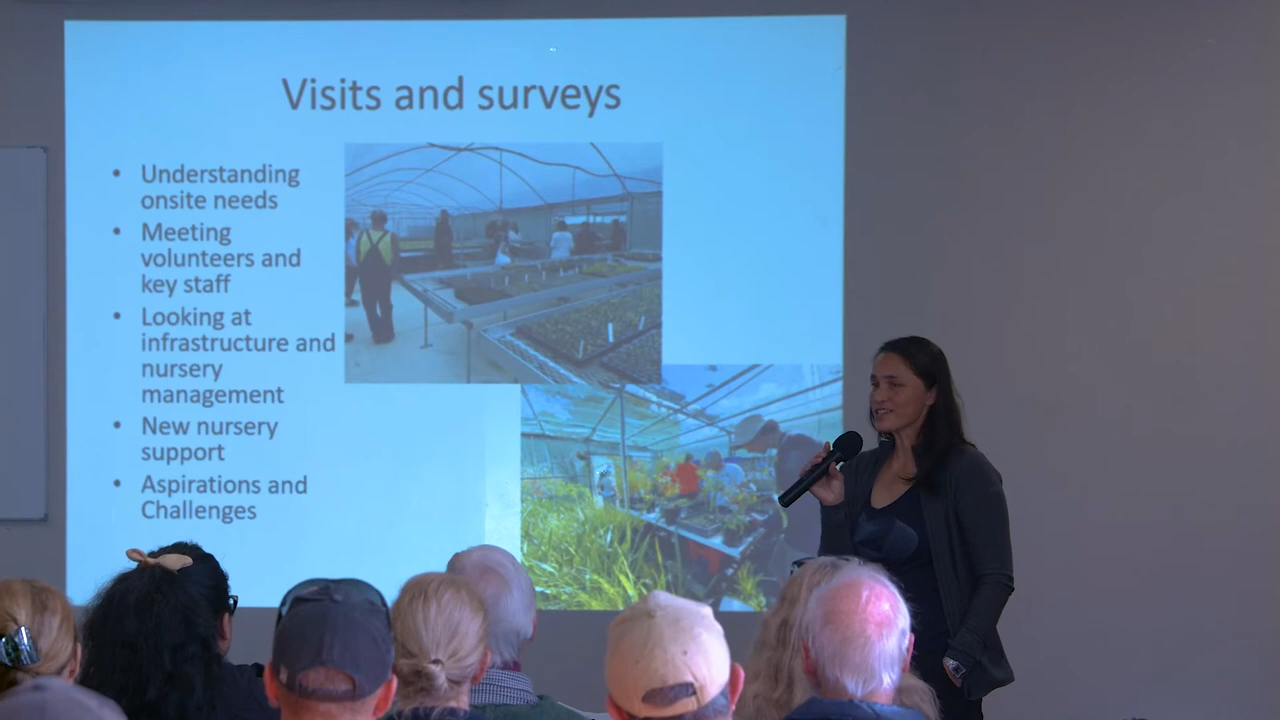 Visits and surveys
• Understanding
onsite needs
• Meeting
volunteers and
key staff
• Looking at
infrastructure and
nursery
management
• New nursery
support
• Aspirations and
Challenges